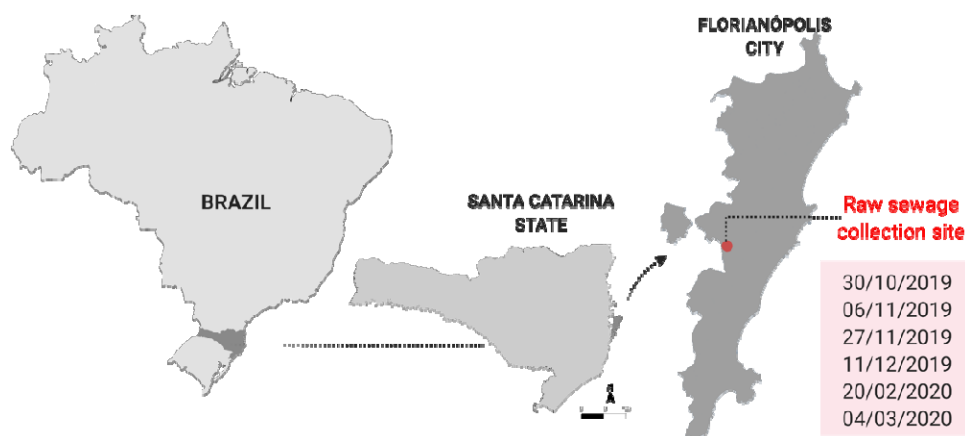 FLORIANÓPOLIS
CITY
BRAZIL
SANTA CATARINA
STATE
Raw sewage
collection site
30/10/2019
06/11/2019
27/11/2019
11/12/2019
20/02/2020
04/03/2020